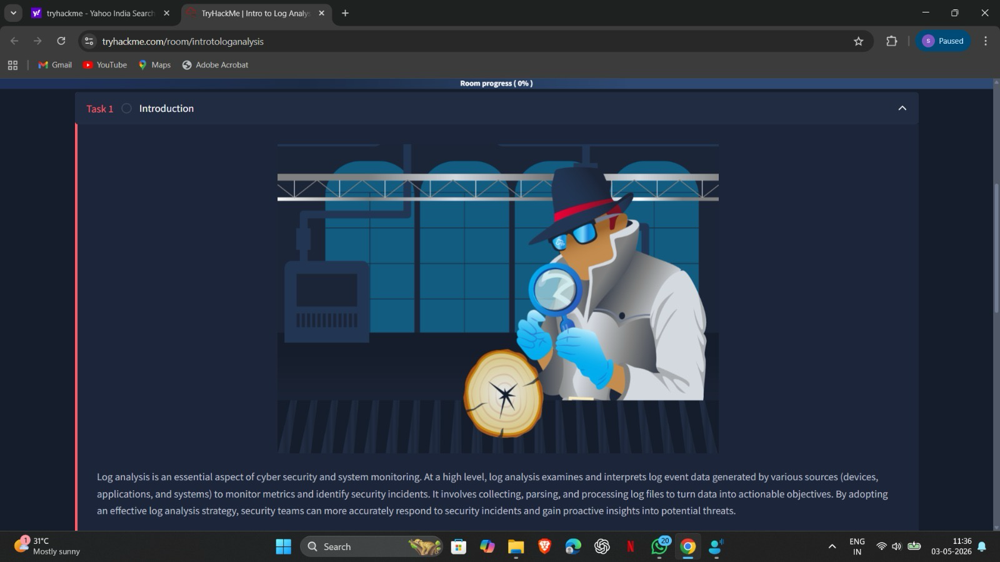 tryhackme - Yahoo India Search
TryHackMe | Intro to Log Analys
tryhackme.com/room/introtologanalysis
S Paused
Gmail YouTube Maps Adobe Acrobat
Room progress ( 0% )
Task 1 Introduction
Log analysis is an essential aspect of cyber security and system monitoring. At a high level, log analysis examines and interprets log event data generated by various sources (devices,
applications, and systems) to monitor metrics and identify security incidents. It involves collecting, parsing, and processing log files to turn data into actionable objectives. By adopting
an effective log analysis strategy, security teams can more accurately respond to security incidents and gain proactive insights into potential threats.
1 31°C
Mostly sunny
Search
20
ENG
IN
11:36
03-05-2026